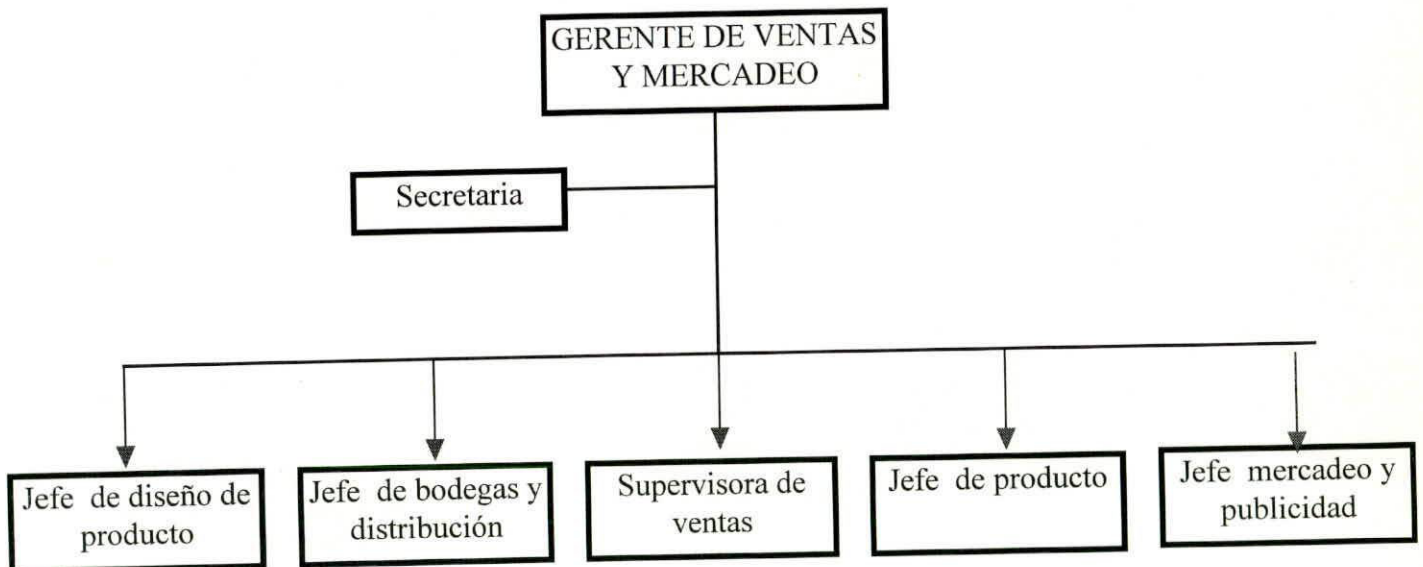 GERENTE DE VENTAS
Y MERCADEO
Secretaria
Jefe de diseño de
producto
Jefe de bodegas y
distribución
Supervisora de
ventas
Jefe de producto
Jefe mercadeo y
publicidad